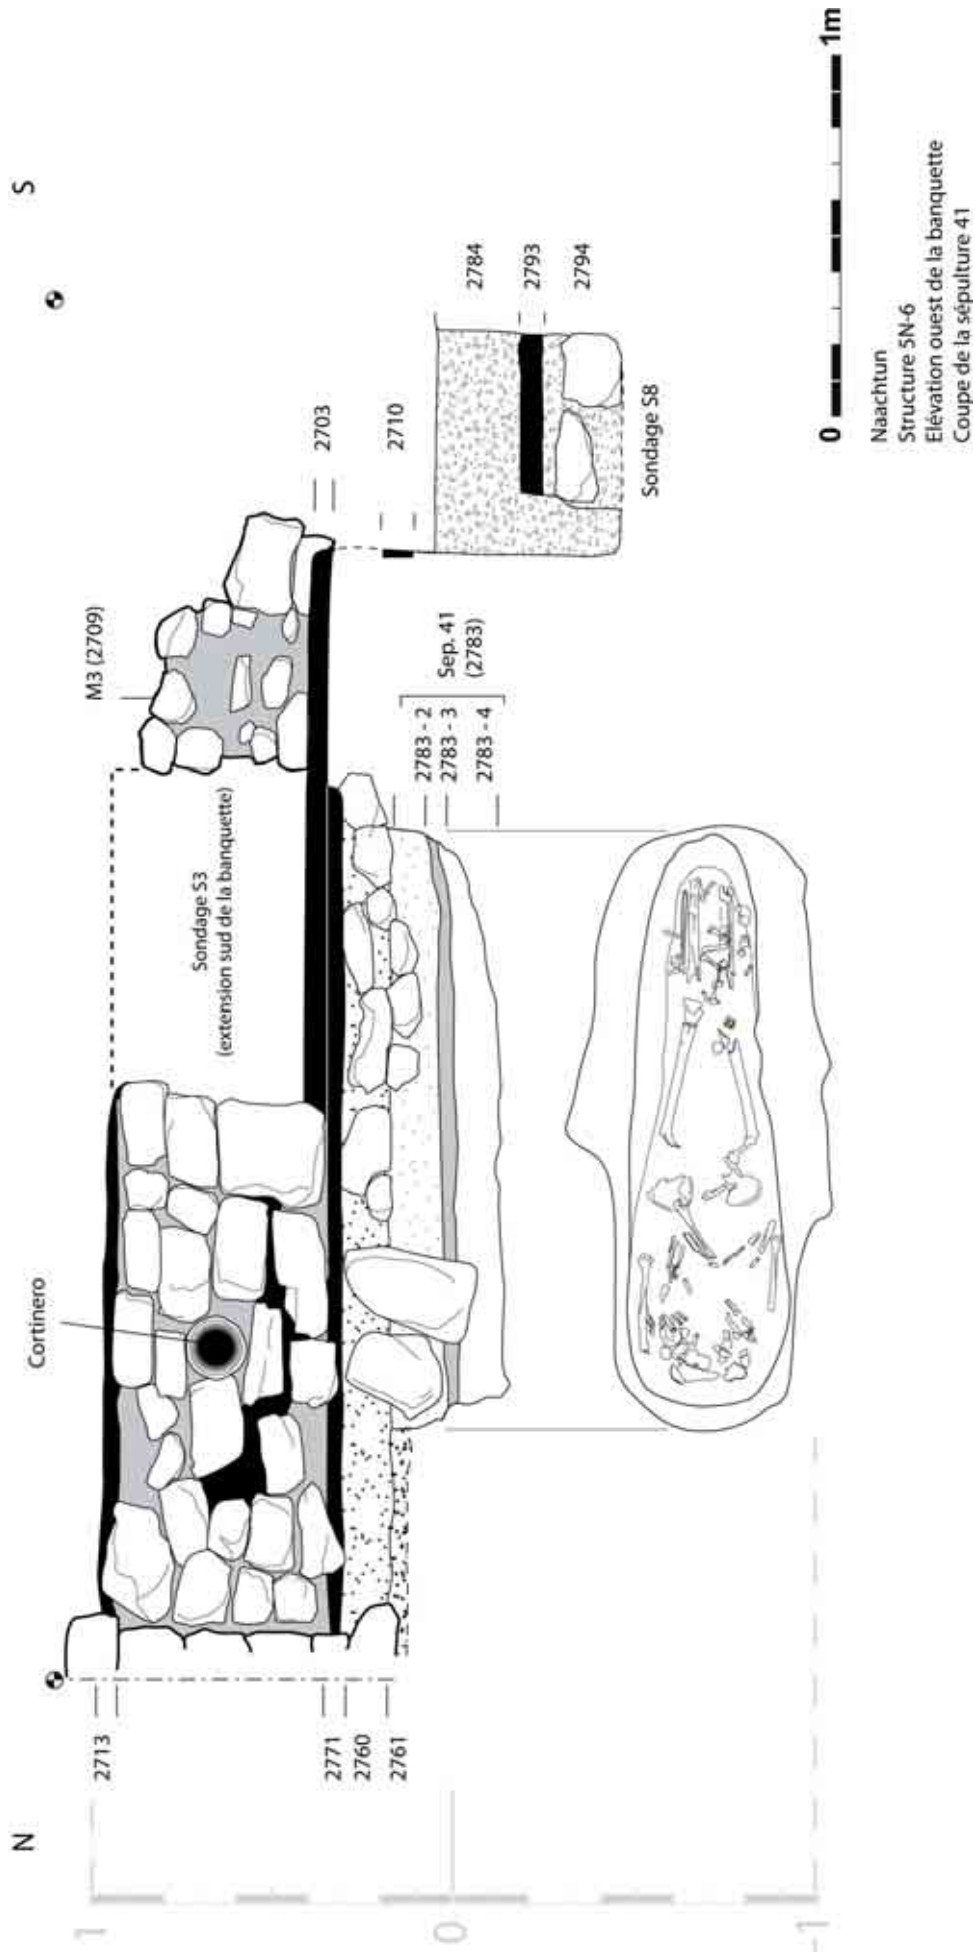 N
S
Cortinero
M3 (2709)
2703
2710
2784
2793
2794
Sondage S8
Sondage S3
(extension sud de la banquette)
Sep. 41
(2783)
2783 - 2
2783 - 3
2783 - 4
2713
2771
2760
2761
1
0
-1
0
1m
Naachtun
Structure 5N-6
Elévation ouest de la banquette
Coupe de la sépulture 41